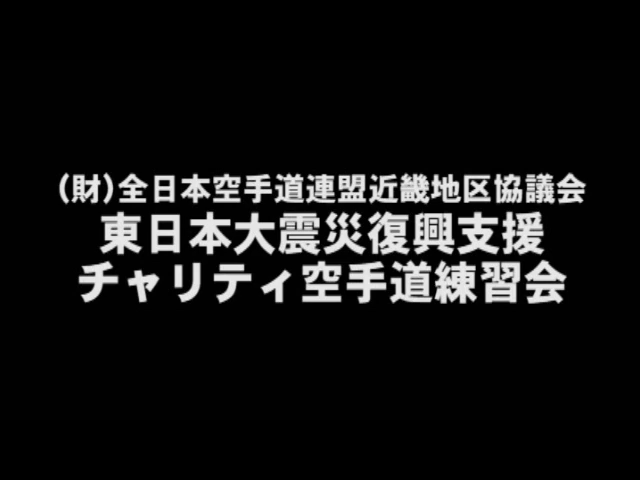 (財)全日本空手道連盟近畿地区協議会
東日本大震災復興支援
チャリティ空手道練習会